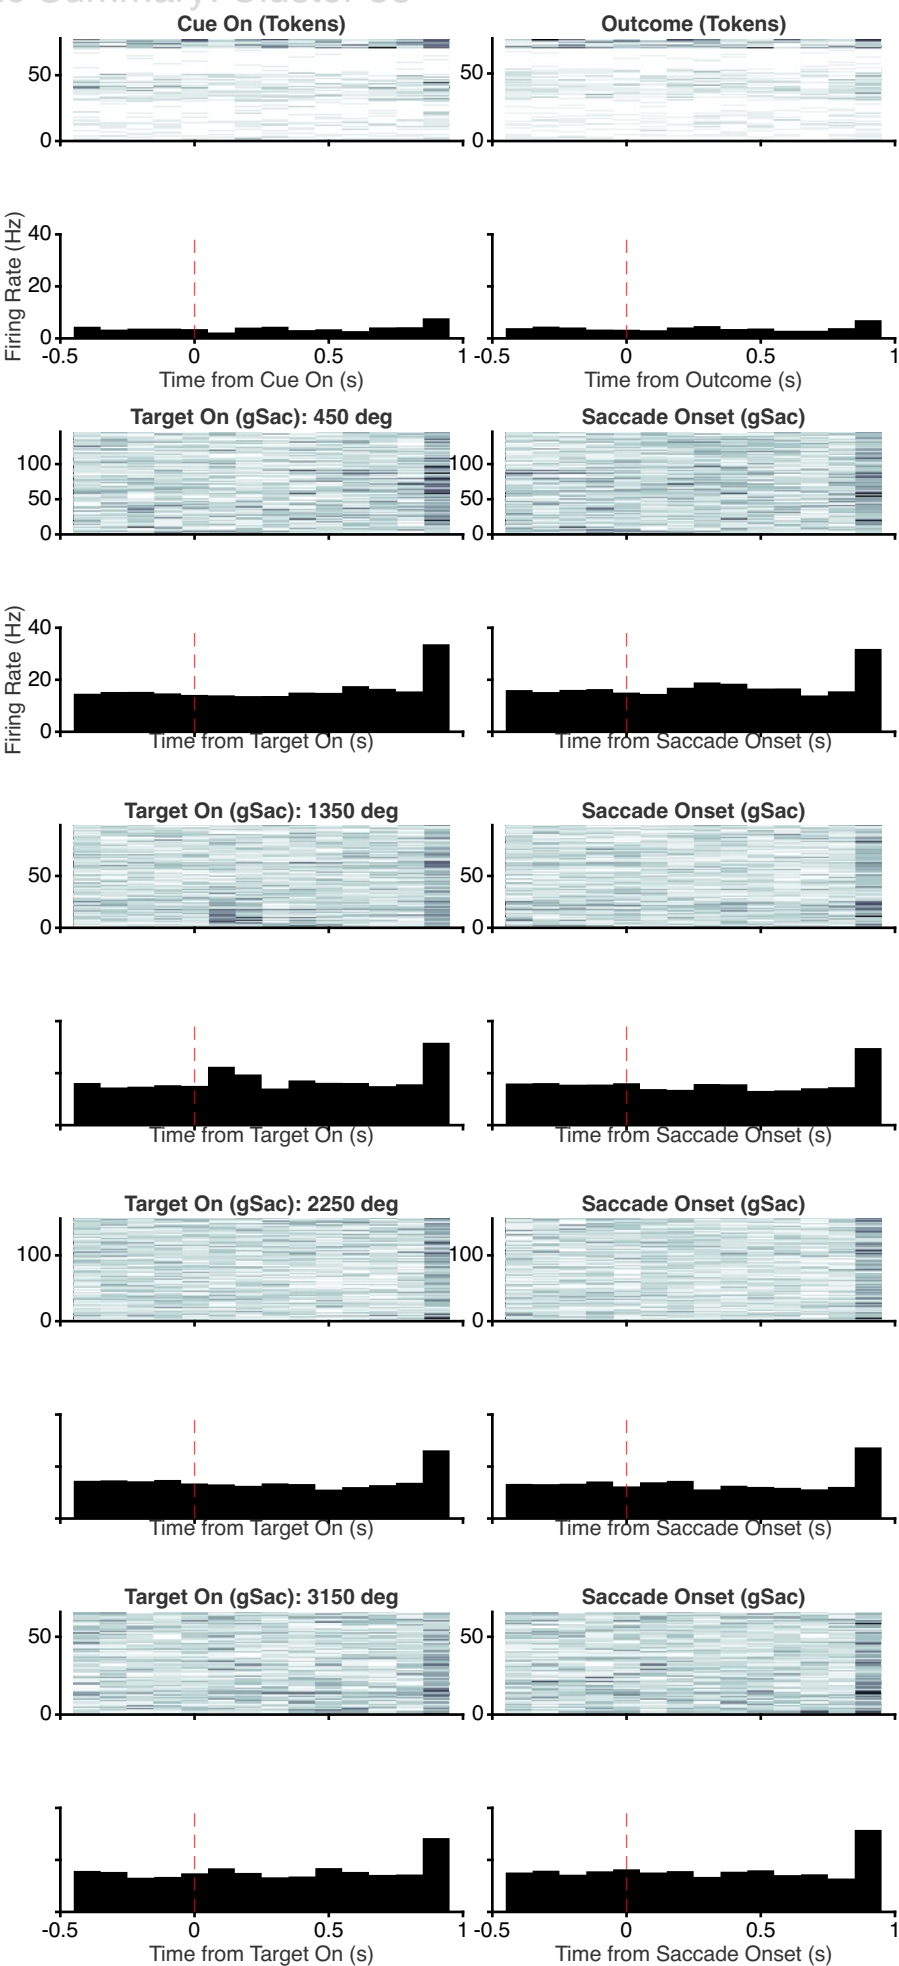 Summary: Cluster
Cue On (Tokens) Outcome (Tokens)
50 50
0 0
40
20
0
Firing Rate (Hz)
-0.5 0 0.5 1 -0.5 0 0.5 1
Time from Cue On (s) Time from Outcome (s)
Target On (gSac): 450 deg Saccade Onset (gSac)
100 100
50 50
0 0
40
20
0
Firing Rate (Hz)
Time from Target On (s) Time from Saccade Onset (s)
Target On (gSac): 1350 deg Saccade Onset (gSac)
50 50
0 0
Time from Target On (s) Time from Saccade Onset (s)
Target On (gSac): 2250 deg Saccade Onset (gSac)
100 100
0 0
Time from Target On (s) Time from Saccade Onset (s)
Target On (gSac): 3150 deg Saccade Onset (gSac)
50 50
0 0
-0.5 0 0.5 1 -0.5 0 0.5 1
Time from Target On (s) Time from Saccade Onset (s)